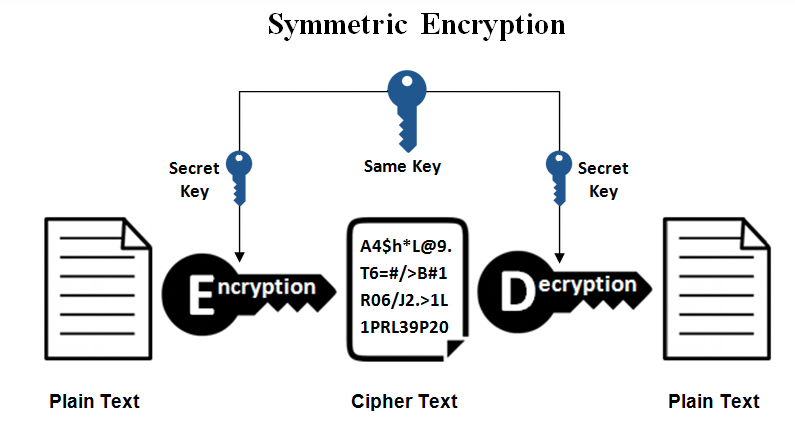 Symmetric Encryption
Same Key
Secret
Key
Secret
Key
Encryption
A4$h*L@9.
T6=#/>B#1
R06/J2.>1L
1PRL39P20
Decryption
Plain Text
Cipher Text
Plain Text